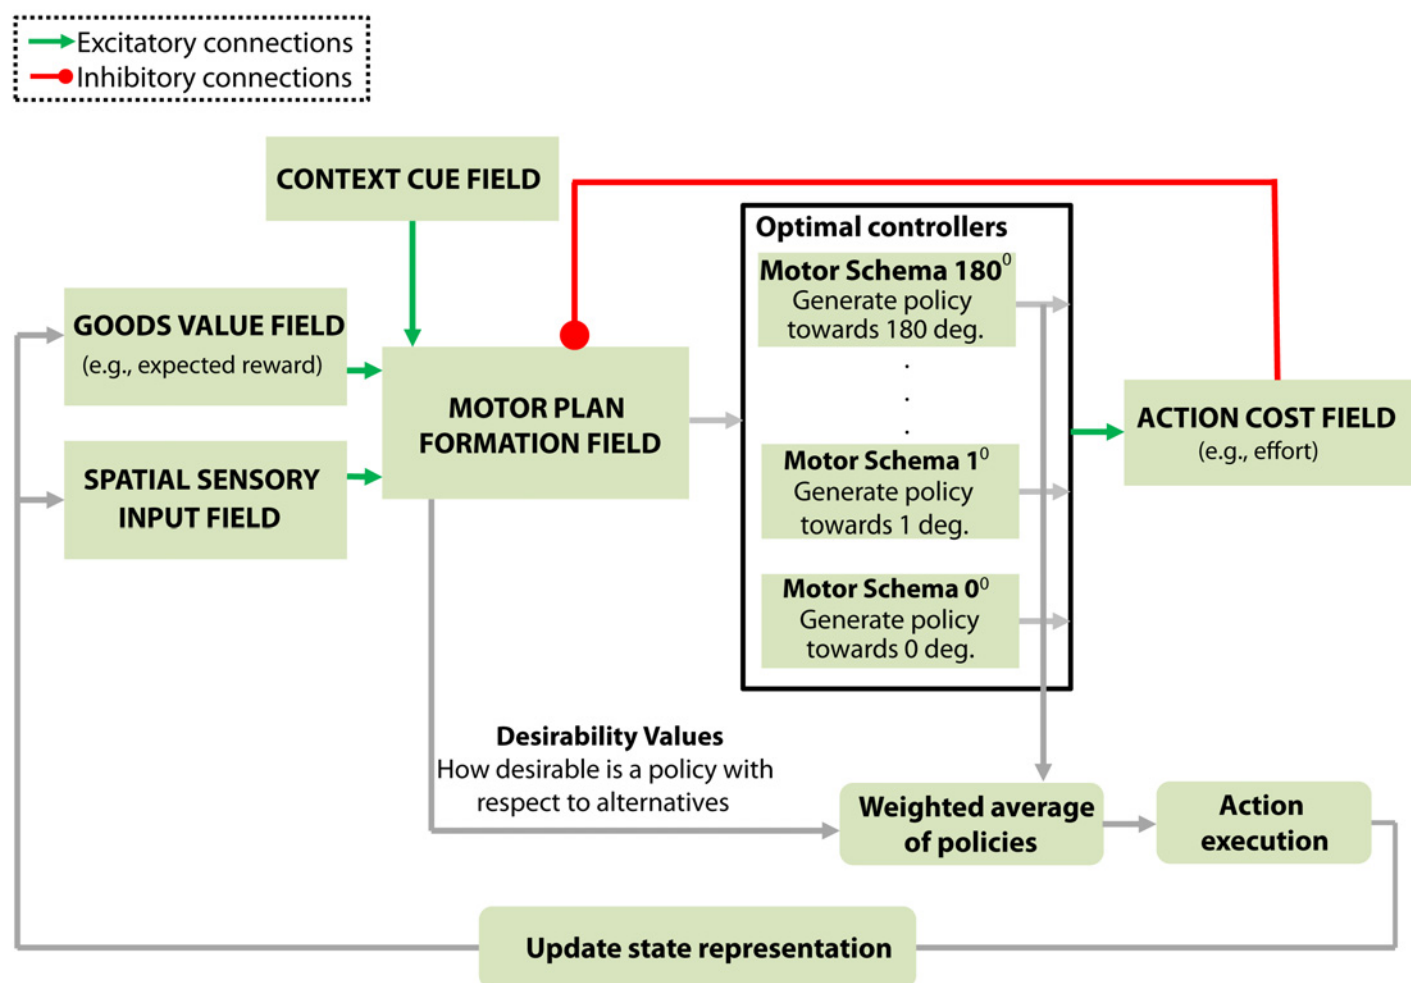 Excitatory connections
Inhibitory connections
CONTEXT CUE FIELD
GOODS VALUE FIELD
(e.g., expected reward)
SPATIAL SENSORY
INPUT FIELD
MOTOR PLAN
FORMATION FIELD
Optimal controllers
Motor Schema 180⁰
Generate policy
towards 180 deg.
.
.
.
Motor Schema 1⁰
Generate policy
towards 1 deg.
Motor Schema 0⁰
Generate policy
towards 0 deg.
ACTION COST FIELD
(e.g., effort)
Desirability Values
How desirable is a policy with
respect to alternatives
Weighted average
of policies
Action
execution
Update state representation